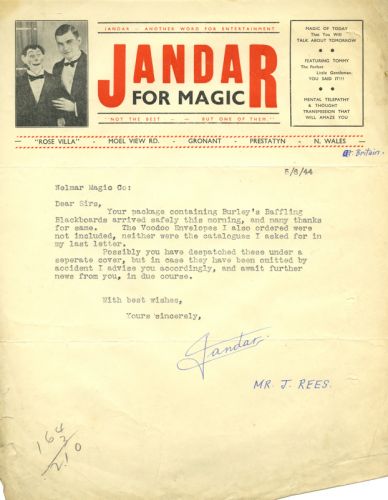 JANDAR - ANOTHER WORD FOR ENTERTAINMENT.
JANDAR
FOR MAGIC
"NOT THE BEST - - BUT ONE OF THEM."
MAGIC OF TODAY
That You Will
TALK ABOUT TOMORROW
FEATURING TOMMY
The Perfect
Little Gentleman,
YOU SAID IT!!!
MENTAL TELEPATHY
& THOUGHT
TRANSMISSION THAT
WILL AMAZE YOU
"ROSE VILLA" - MOEL VIEW RD. - GRONANT - PRESTATYN - N. WALES
Gt. Britain.
5/8/44
Nelmar Magic Co:
Dear Sirs,
Your package containing Burley's Baffling
Blackboards arrived safely this morning, and many thanks
for same. The Voodoo Envelopes I also ordered were
not included, neither were the catalogues I asked for in
my last letter.
Possibly you have despatched these under a
seperate cover, but in case they have been omitted by
accident I advise you accordingly, and await further
news from you, in due course.
With best wishes,
Yours sincerely,
Jandar.
MR. J. REES.
164
2
210